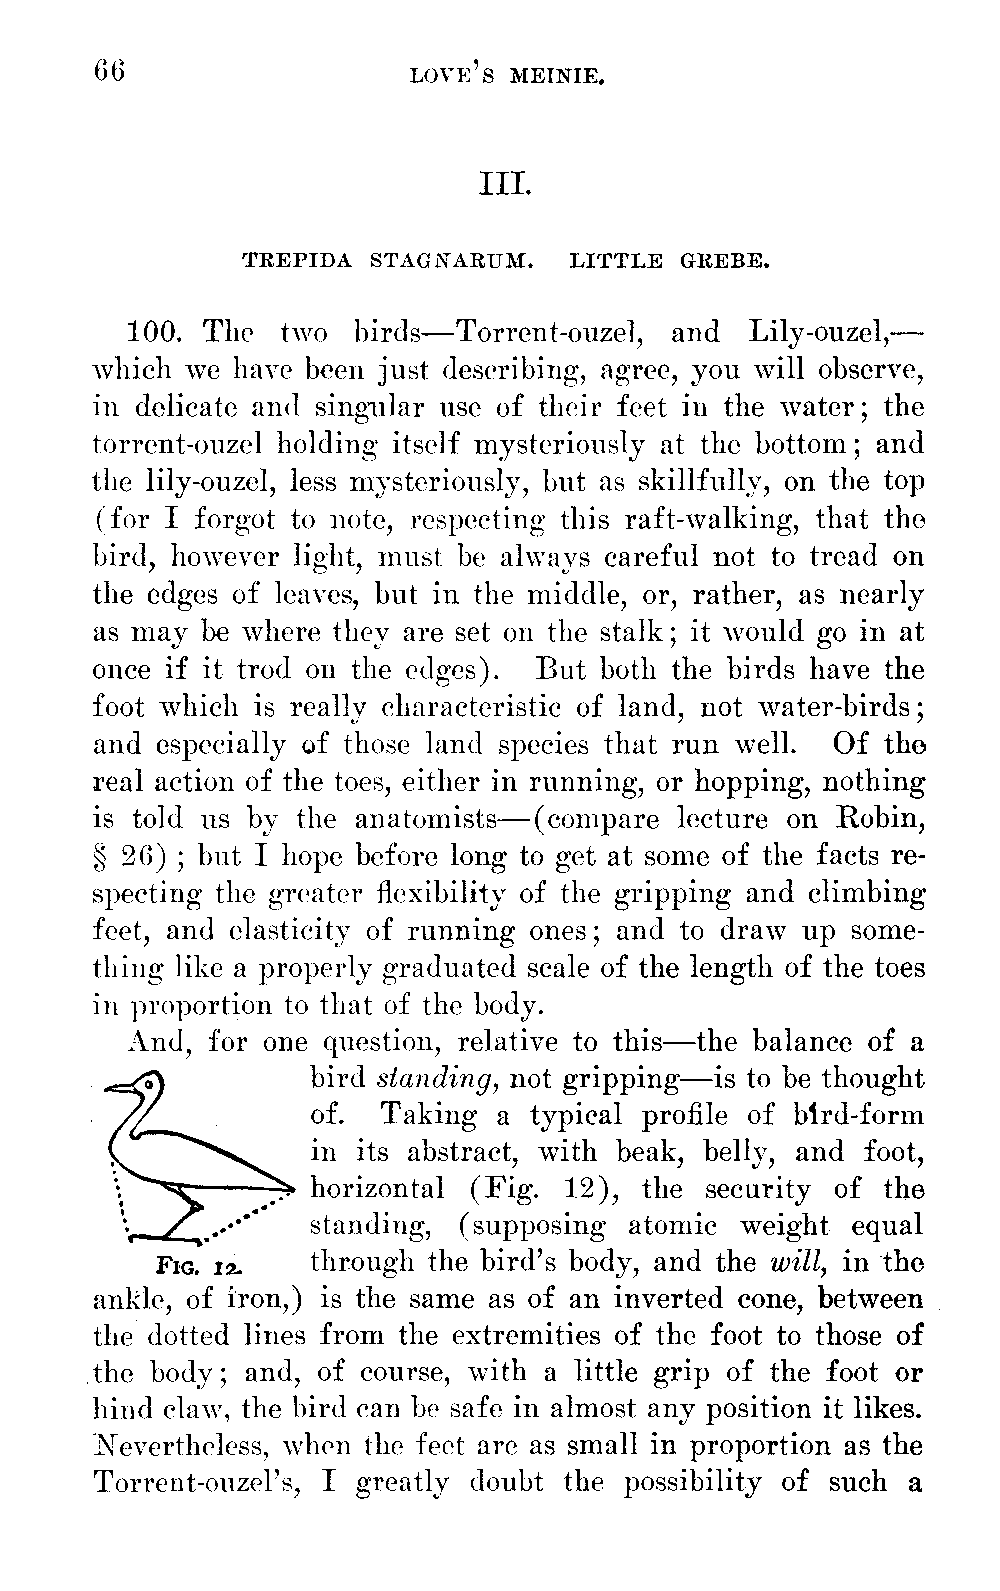 66 LOVE'S MEINIE.
III.
TREPIDA STAGNARUM. LITTLE GREBE.
100. The two birds—Torrent-ouzel, and Lily-ouzel,—
which we have been just describing, agree, you will observe,
in delicate and singular use of their feet in the water; the
torrent-ouzel holding itself mysteriously at the bottom; and
the lily-ouzel, less mysteriously, but as skillfully, on the top
(for I forgot to note, respecting this raft-walking, that the
bird, however light, must be always careful not to tread on
the edges of leaves, but in the middle, or, rather, as nearly
as may be where they are set on the stalk; it would go in at
once if it trod on the edges). But both the birds have the
foot which is really characteristic of land, not water-birds;
and especially of those land species that run well. Of the
real action of the toes, either in running, or hopping, nothing
is told us by the anatomists—(compare lecture on Robin,
§ 26) ; but I hope before long to get at some of the facts re-
specting the greater flexibility of the gripping and climbing
feet, and elasticity of running ones; and to draw up some-
thing like a properly graduated scale of the length of the toes
in proportion to that of the body.
And, for one question, relative to this—the balance of a
bird standing, not gripping—is to be thought
of. Taking a typical profile of bird-form
in its abstract, with beak, belly, and foot,
horizontal (Fig. 12), the security of the
standing, (supposing atomic weight equal
through the bird's body, and the will, in the
FIG. 12.
ankle, of iron,) is the same as of an inverted cone, between
the dotted lines from the extremities of the foot to those of
the body; and, of course, with a little grip of the foot or
hind claw, the bird can be safe in almost any position it likes.
Nevertheless, when the feet are as small in proportion as the
Torrent-ouzel's, I greatly doubt the possibility of such a